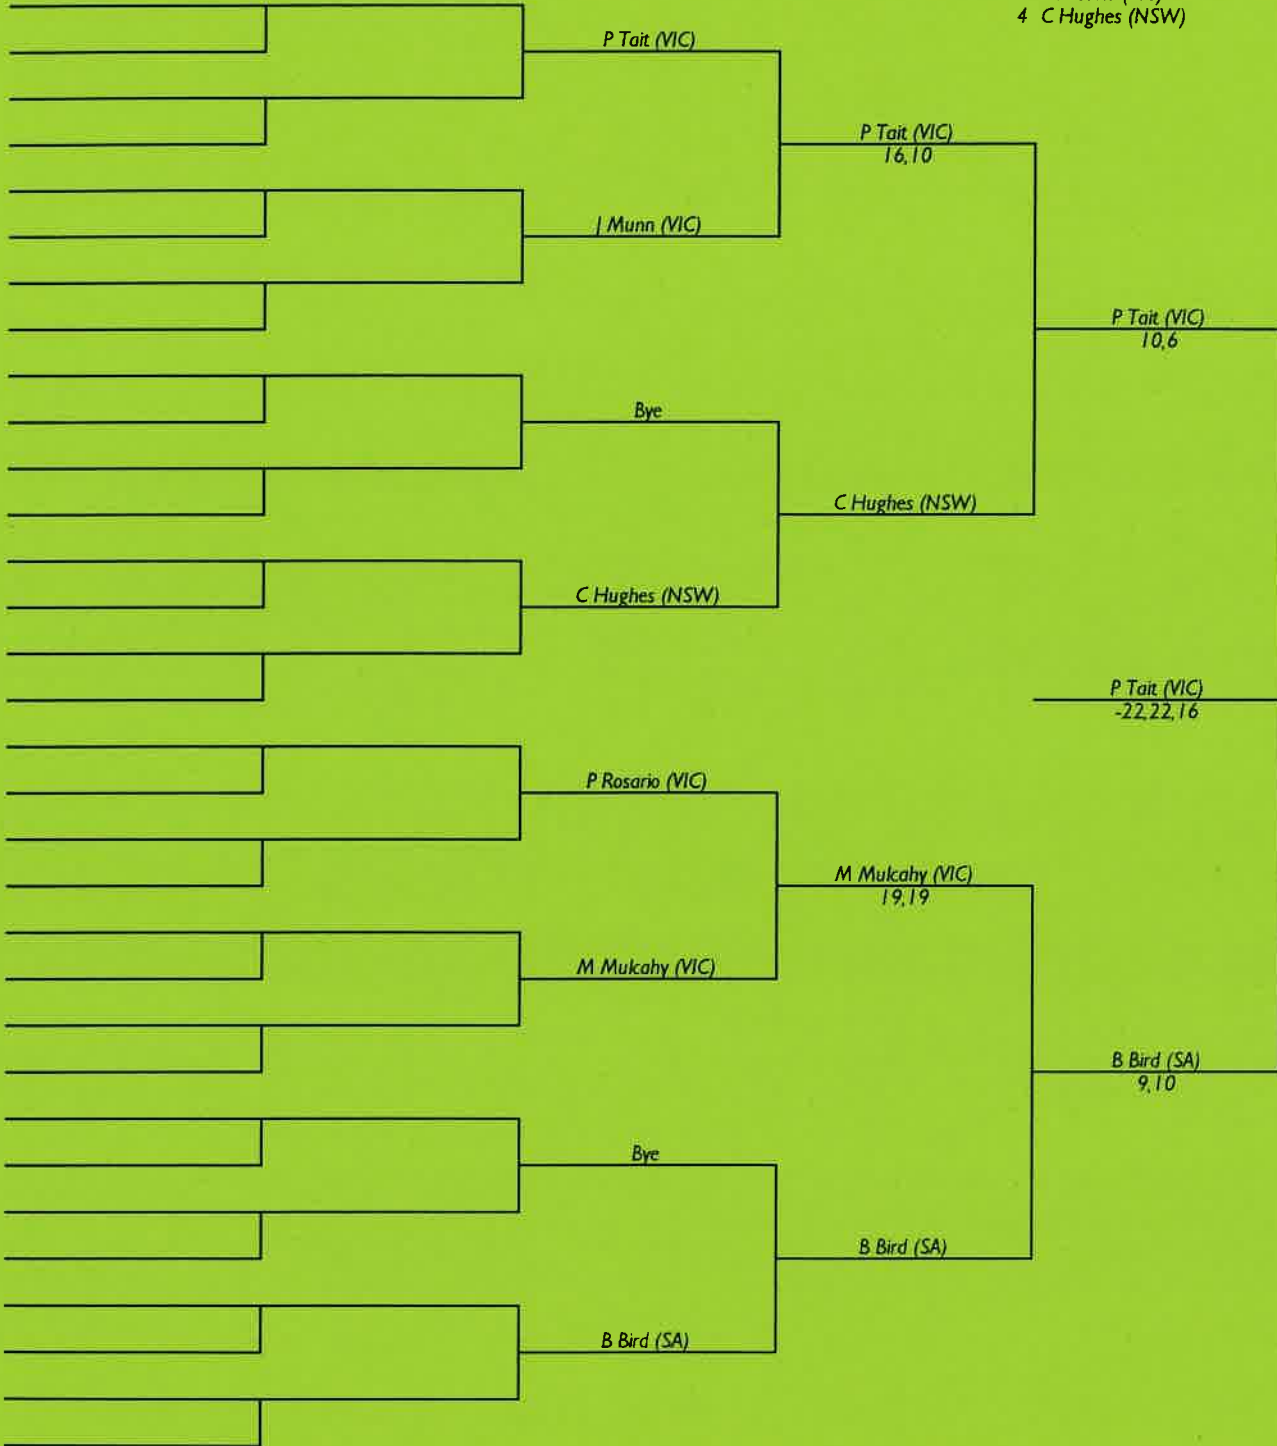 4 C Hughes (NSW)
P Tait (VIC)
P Tait (VIC)
16,10
J Munn (VIC)
P Tait (VIC)
10,6
Bye
C Hughes (NSW)
C Hughes (NSW)
P Tait (VIC)
-22,22,16
P Rosario (VIC)
M Mulcahy (VIC)
19,19
M Mulcahy (VIC)
B Bird (SA)
9,10
Bye
B Bird (SA)
B Bird (SA)